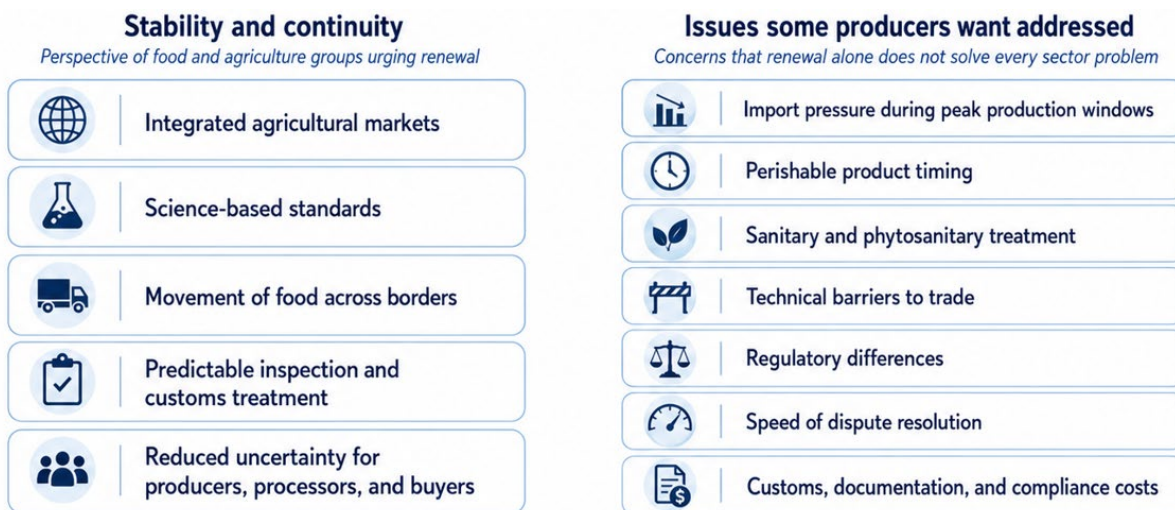 Stability and continuity
Perspective of food and agriculture groups urging renewal
Integrated agricultural markets
Science-based standards
Movement of food across borders
Predictable inspection and
customs treatment
Reduced uncertainty for
producers, processors, and buyers
Issues some producers want addressed
Concerns that renewal alone does not solve every sector problem
Import pressure during peak production windows
Perishable product timing
Sanitary and phytosanitary treatment
Technical barriers to trade
Regulatory differences
Speed of dispute resolution
$
Customs, documentation, and compliance costs